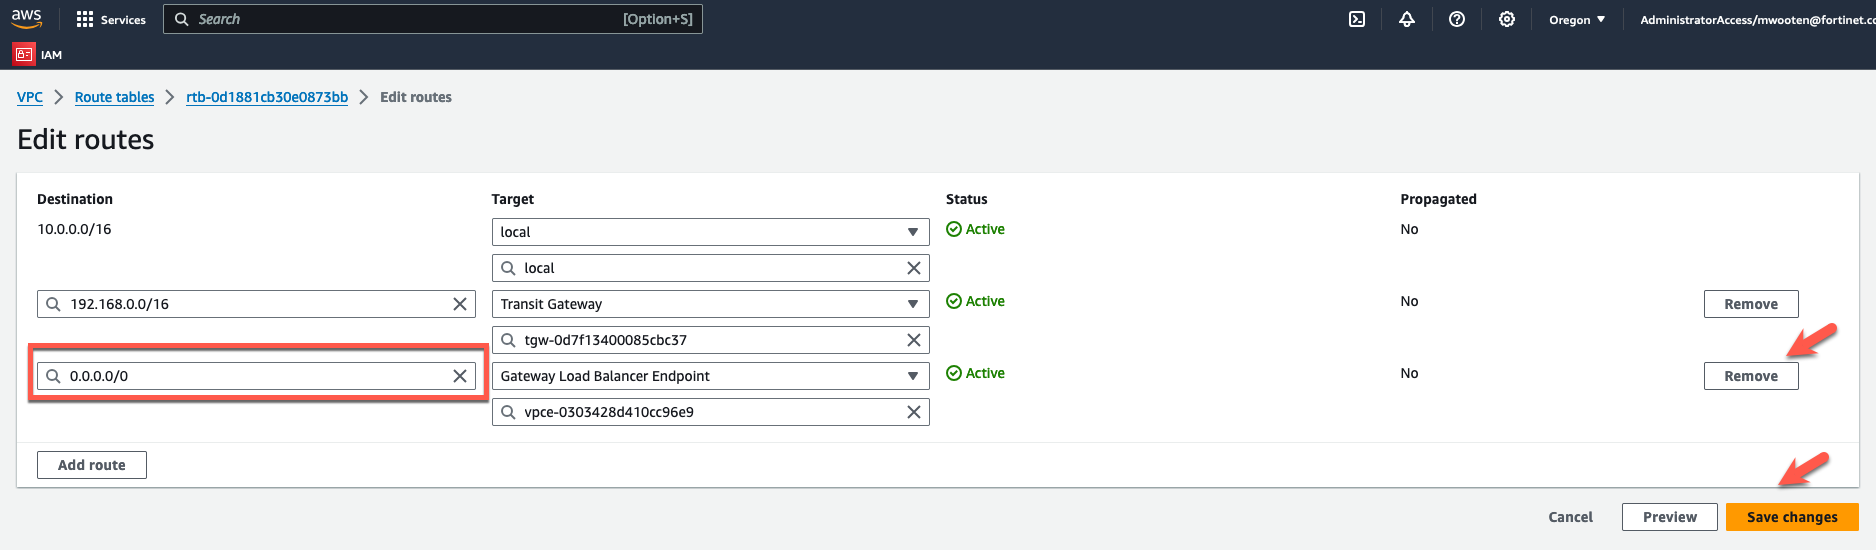 aws Services Search [Option+S] Oregon AdministratorAccess/mwooten@fortinet.c
IAM
VPC Route tables rtb-0d1881cb30e0873bb Edit routes
Edit routes
Destination Target Status Propagated
10.0.0.0/16 local Active No
local
192.168.0.0/16 Transit Gateway Active No Remove
tgw-0d7f13400085cbc37
0.0.0.0/0 Gateway Load Balancer Endpoint Active No Remove
vpce-0303428d410cc96e9
Add route
Cancel Preview Save changes